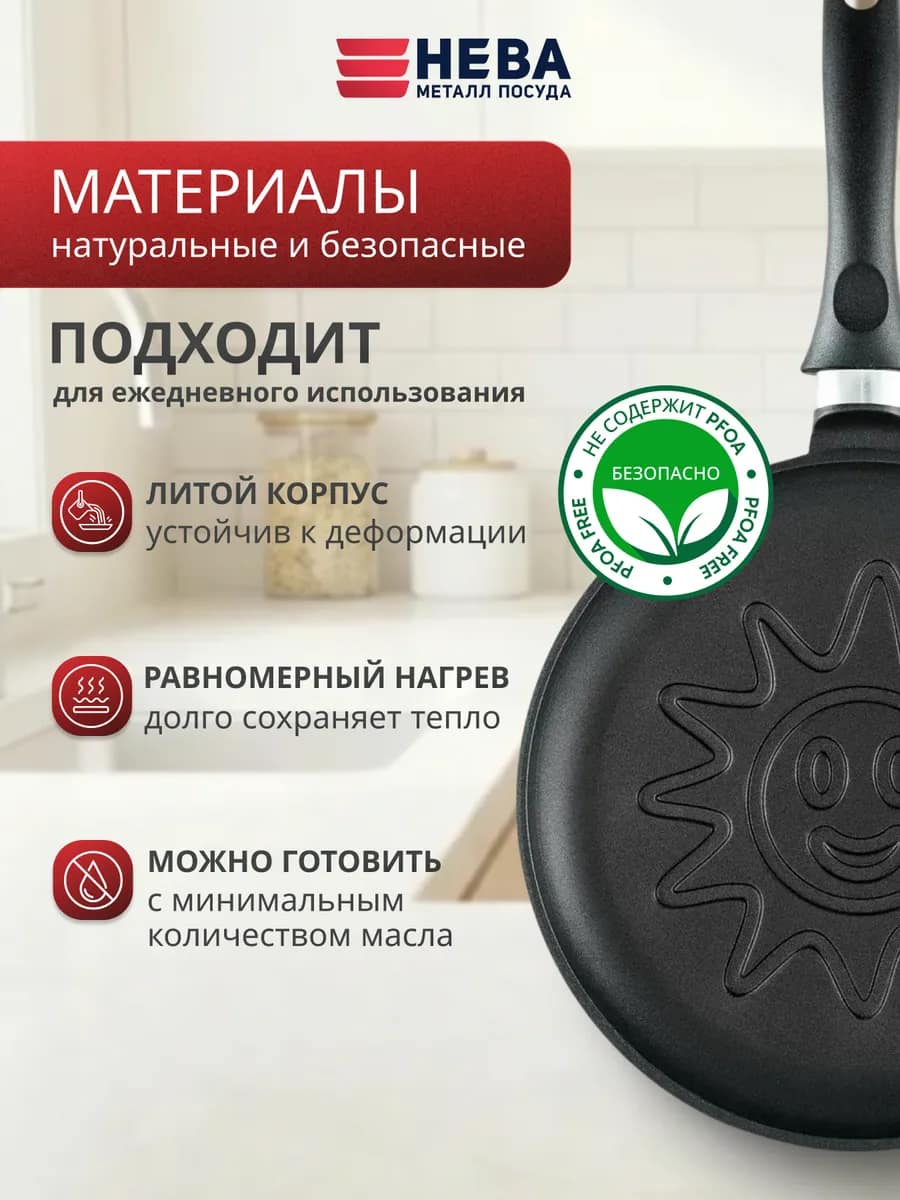 НЕВА
МЕТАЛЛ ПОСУДА
МАТЕРИАЛЫ
натуральные и безопасные
ПОДХОДИТ
для ежедневного использования
НЕ СОДЕРЖИТ PFOA
БЕЗОПАСНО
PFOA FREE
PFOA FREE
ЛИТОЙ КОРПУС
устойчив к деформации
РАВНОМЕРНЫЙ НАГРЕВ
долго сохраняет тепло
МОЖНО ГОТОВИТЬ
с минимальным
количеством масла